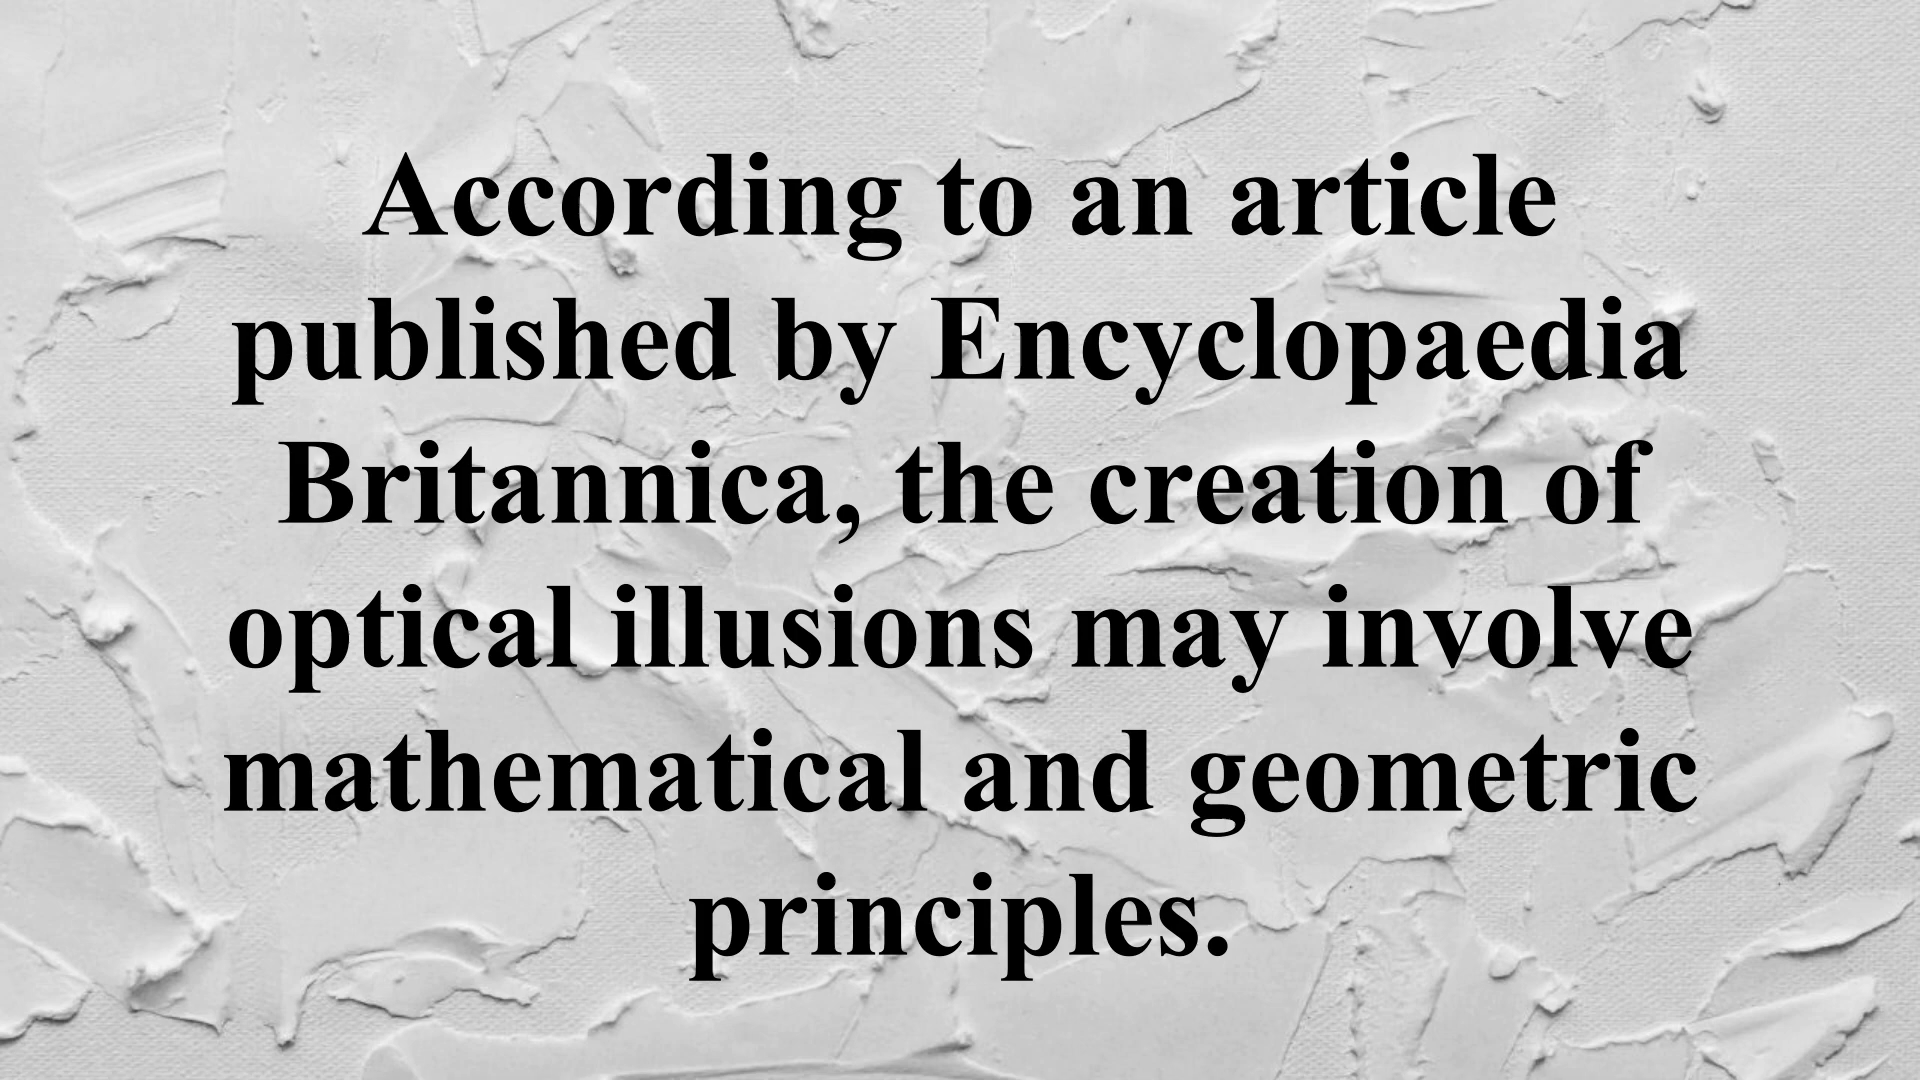 According to an article
published by Encyclopaedia
Britannica, the creation of
optical illusions may involve
mathematical and geometric
principles.